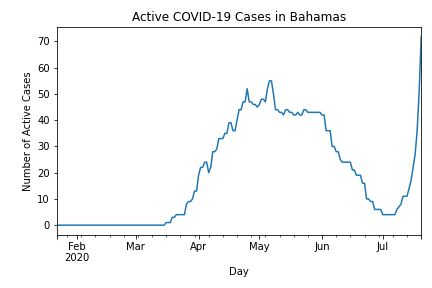 Active COVID-19 Cases in Bahamas
Number of Active Cases
70
60
50
40
30
20
10
0
Feb
2020
Mar
Apr
May
Jun
Jul
Day